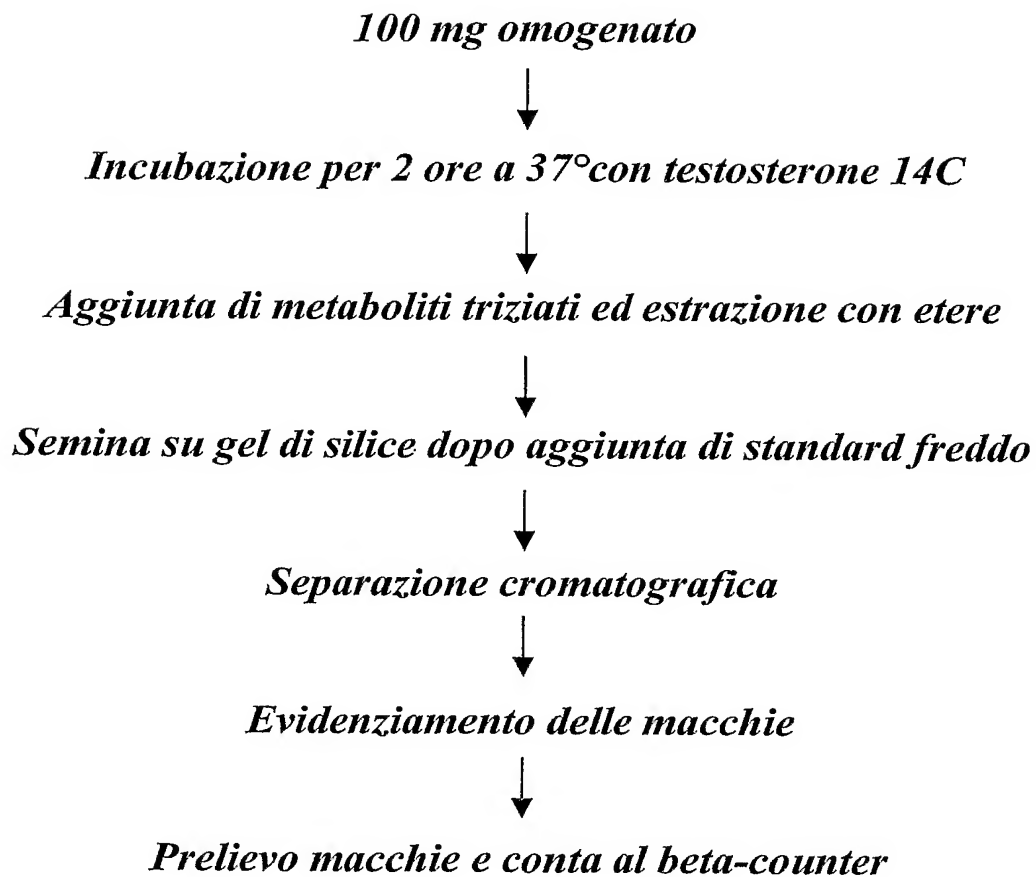 100 mg omogenato
Incubazione per 2 ore a 37°con testosterone 14C
Aggiunta di metaboliti triziati ed estrazione con etere
Semina su gel di silice dopo aggiunta di standard freddo
Separazione cromatografica
Evidenziamento delle macchie
Prelievo macchie e conta al beta-counter